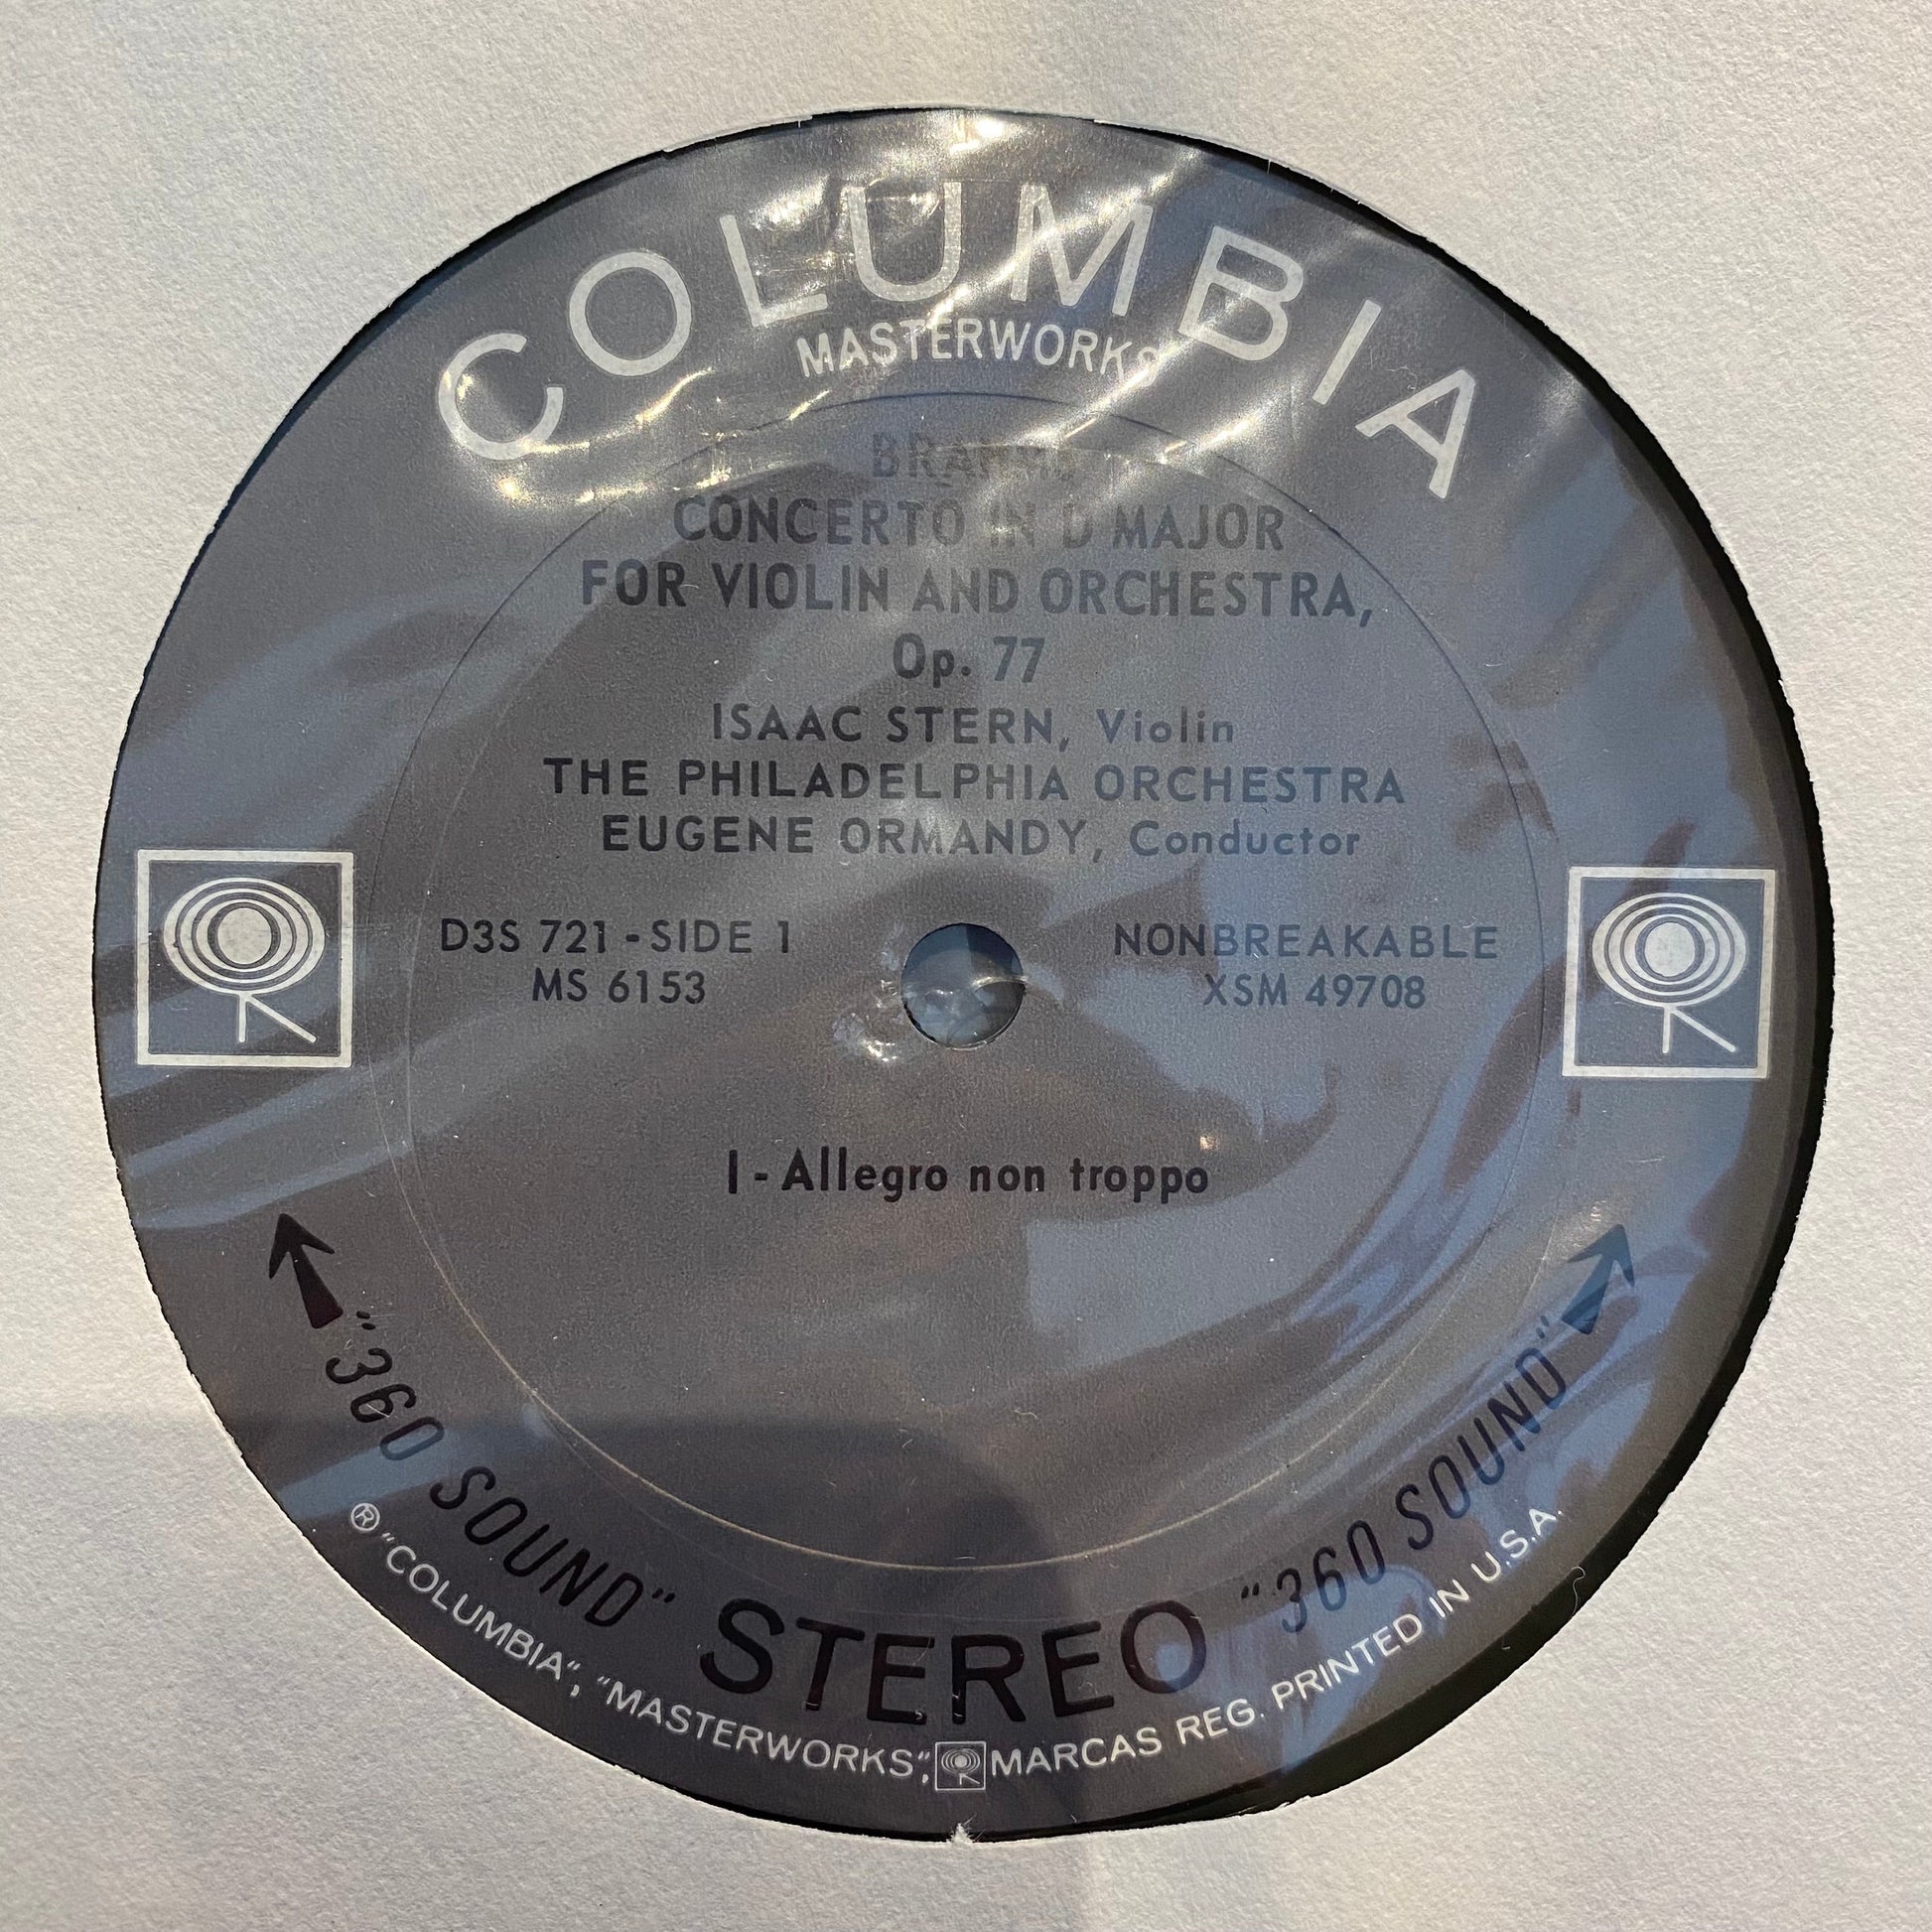 COLUMBIA
MASTERWORKS
BRAHMS
CONCERTO IN D MAJOR
FOR VIOLIN AND ORCHESTRA,
Op. 77
ISAAC STERN, Violin
THE PHILADELPHIA ORCHESTRA
EUGENE ORMANDY, Conductor
D3S 721 - SIDE 1
MS 6153
NONBREAKABLE
XSM 49708
I - Allegro non troppo
"360 SOUND" STEREO "360 SOUND"
® "COLUMBIA", "MASTERWORKS", MARCAS REG. PRINTED IN U.S.A.